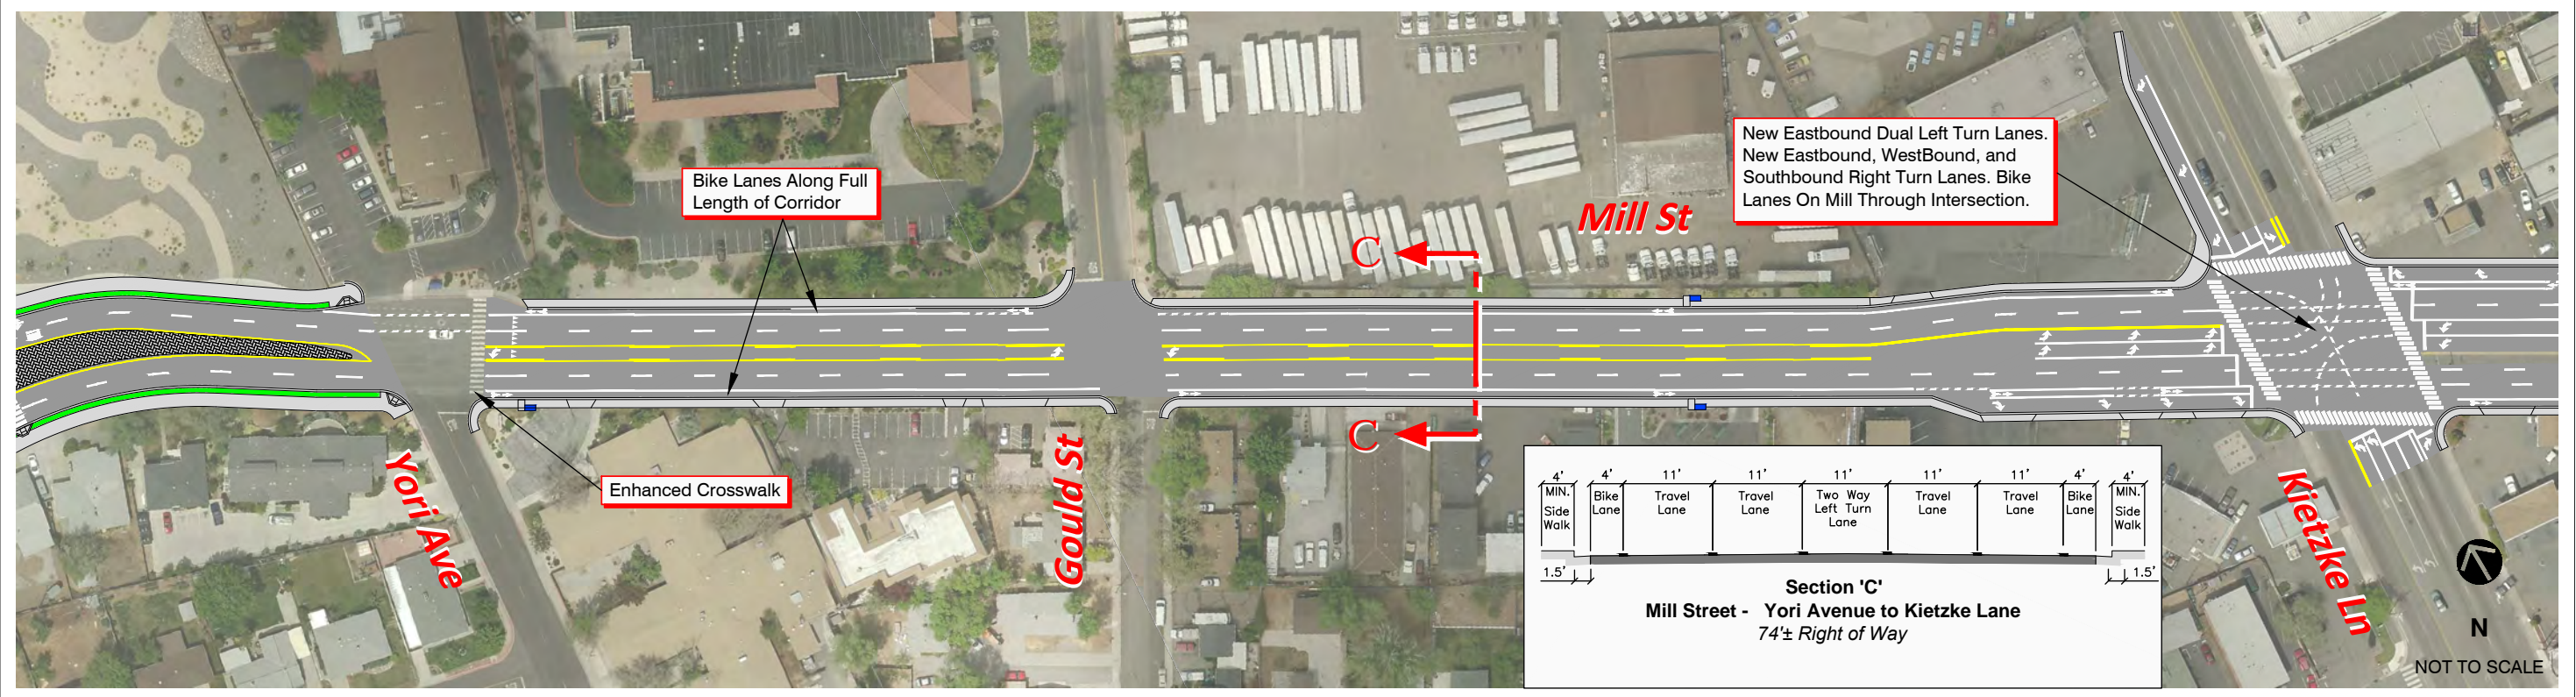 Bike Lanes Along Full
Length of Corridor
New Eastbound Dual Left Turn Lanes.
New Eastbound, WestBound, and
Southbound Right Turn Lanes. Bike
Lanes On Mill Through Intersection.
Mill St
C
C
Enhanced Crosswalk
Yori Ave
Gould St
Kietzke Ln
4' 4' 11' 11' 11' 11' 11' 4' 4'
MIN.
Side
Walk
Bike
Lane
Travel
Lane
Travel
Lane
Two Way
Left Turn
Lane
Travel
Lane
Travel
Lane
Bike
Lane
MIN.
Side
Walk
1.5' 1.5'
Section 'C'
Mill Street - Yori Avenue to Kietzke Lane
74'± Right of Way
N
NOT TO SCALE